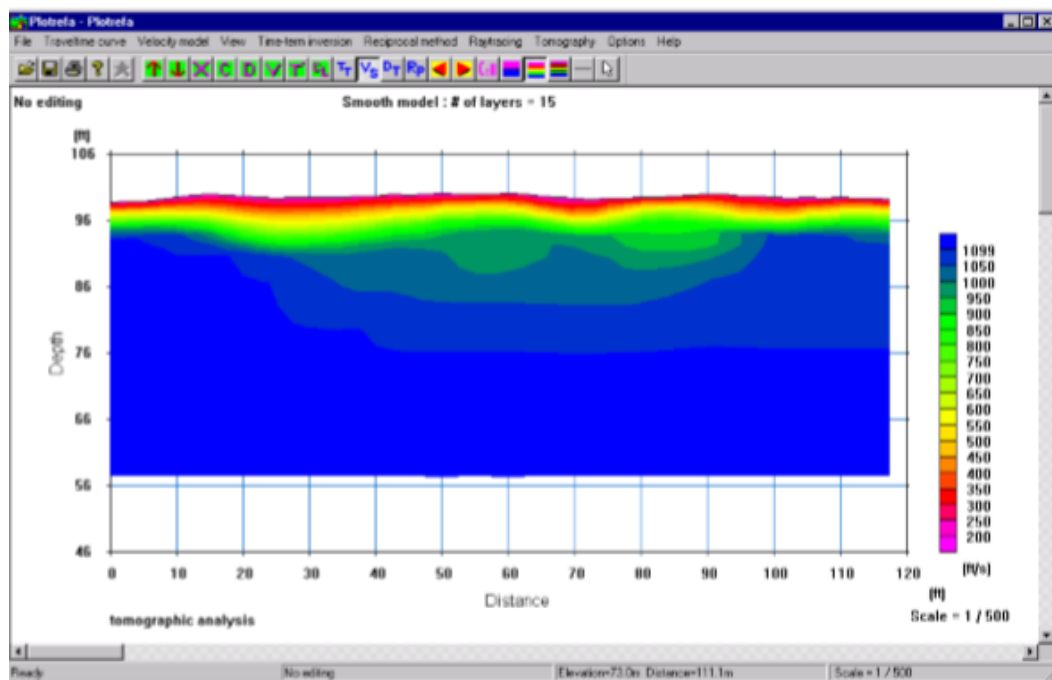 Plotrefa - Plotrefa
File Traveltime curve Velocity model View Time-term inversion Reciprocal method Raytracing Tomography Options Help
No editing
Smooth model : # of layers = 15
(ft)
106
96
86
76
66
56
46
Depth
0 10 20 30 40 50 60 70 80 90 100 110 120
Distance
1099
1050
1000
950
900
850
800
750
700
650
600
550
500
450
400
350
300
250
200
(ft/s)
(ft)
Scale = 1 / 500
tomographic analysis
Ready No editing Elevation=73.0m Distance=111.1m Scale = 1 / 500